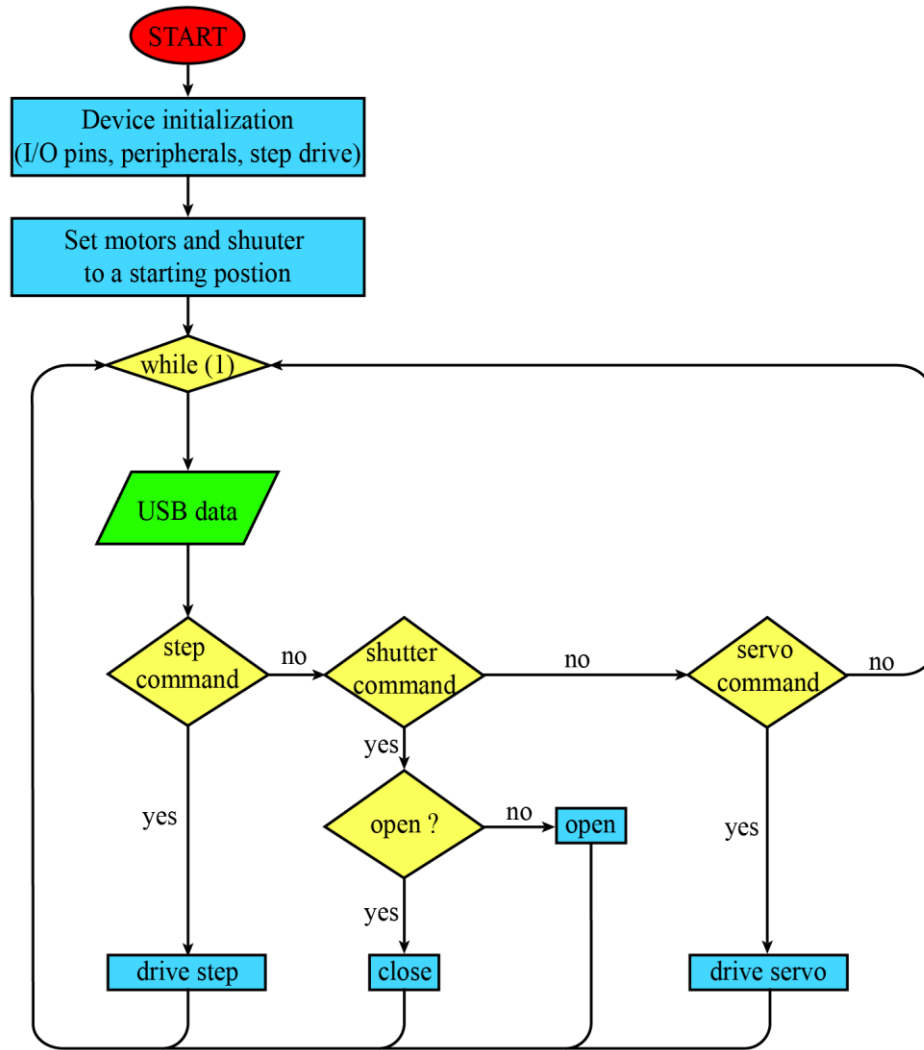 START
Device initialization
(I/O pins, peripherals, step drive)
Set motors and shuuter
to a starting postion
while (1)
USB data
step
command
no
shutter
command
no
servo
command
no
yes
yes
yes
open ?
no
open
yes
drive step
close
drive servo